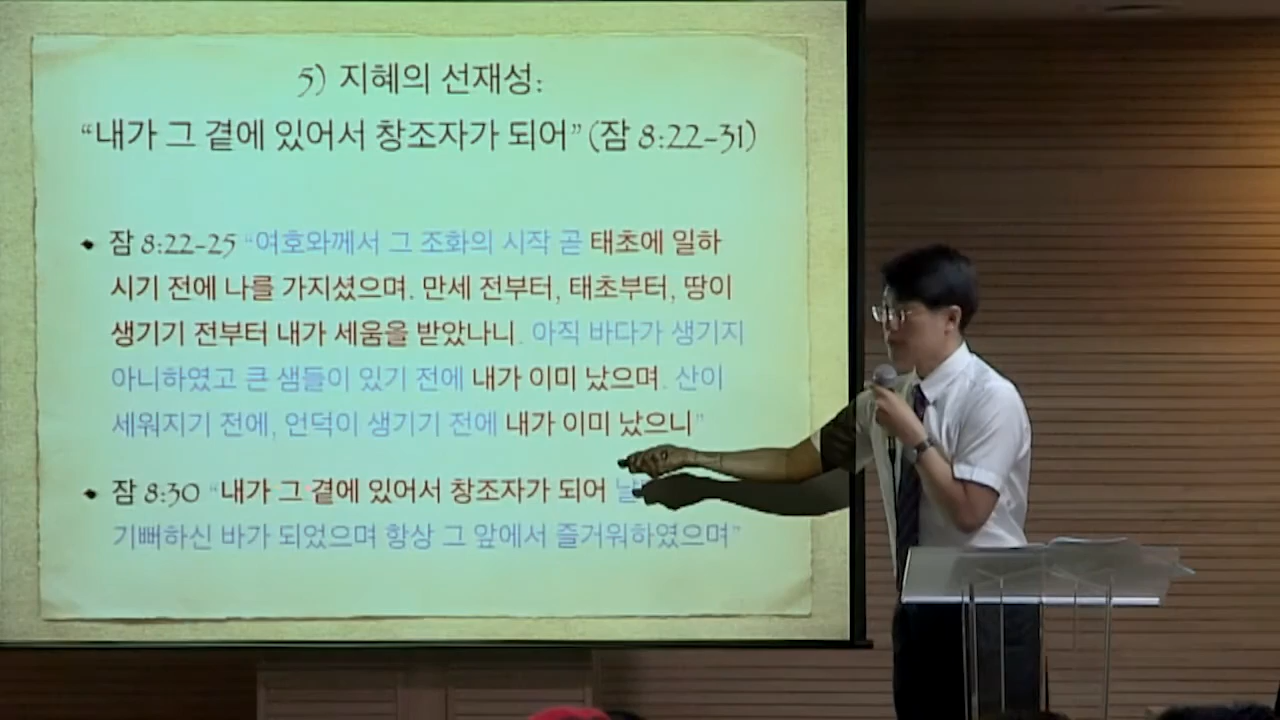 5) 지혜의 선재성:
“내가 그 곁에 있어서 창조자가 되어” (잠 8:22-31)
잠 8:22-25 “여호와께서 그 조화의 시작 곧 태초에 일하
시기 전에 나를 가지셨으며. 만세 전부터, 태초부터, 땅이
생기기 전부터 내가 세움을 받았나니. 아직 바다가 생기지
아니하였고 큰 샘들이 있기 전에 내가 이미 났으며. 산이
세워지기 전에, 언덕이 생기기 전에 내가 이미 났으니”
잠 8:30 “내가 그 곁에 있어서 창조자가 되어
기뻐하신 바가 되었으며 항상 그 앞에서 즐거워하였으며”